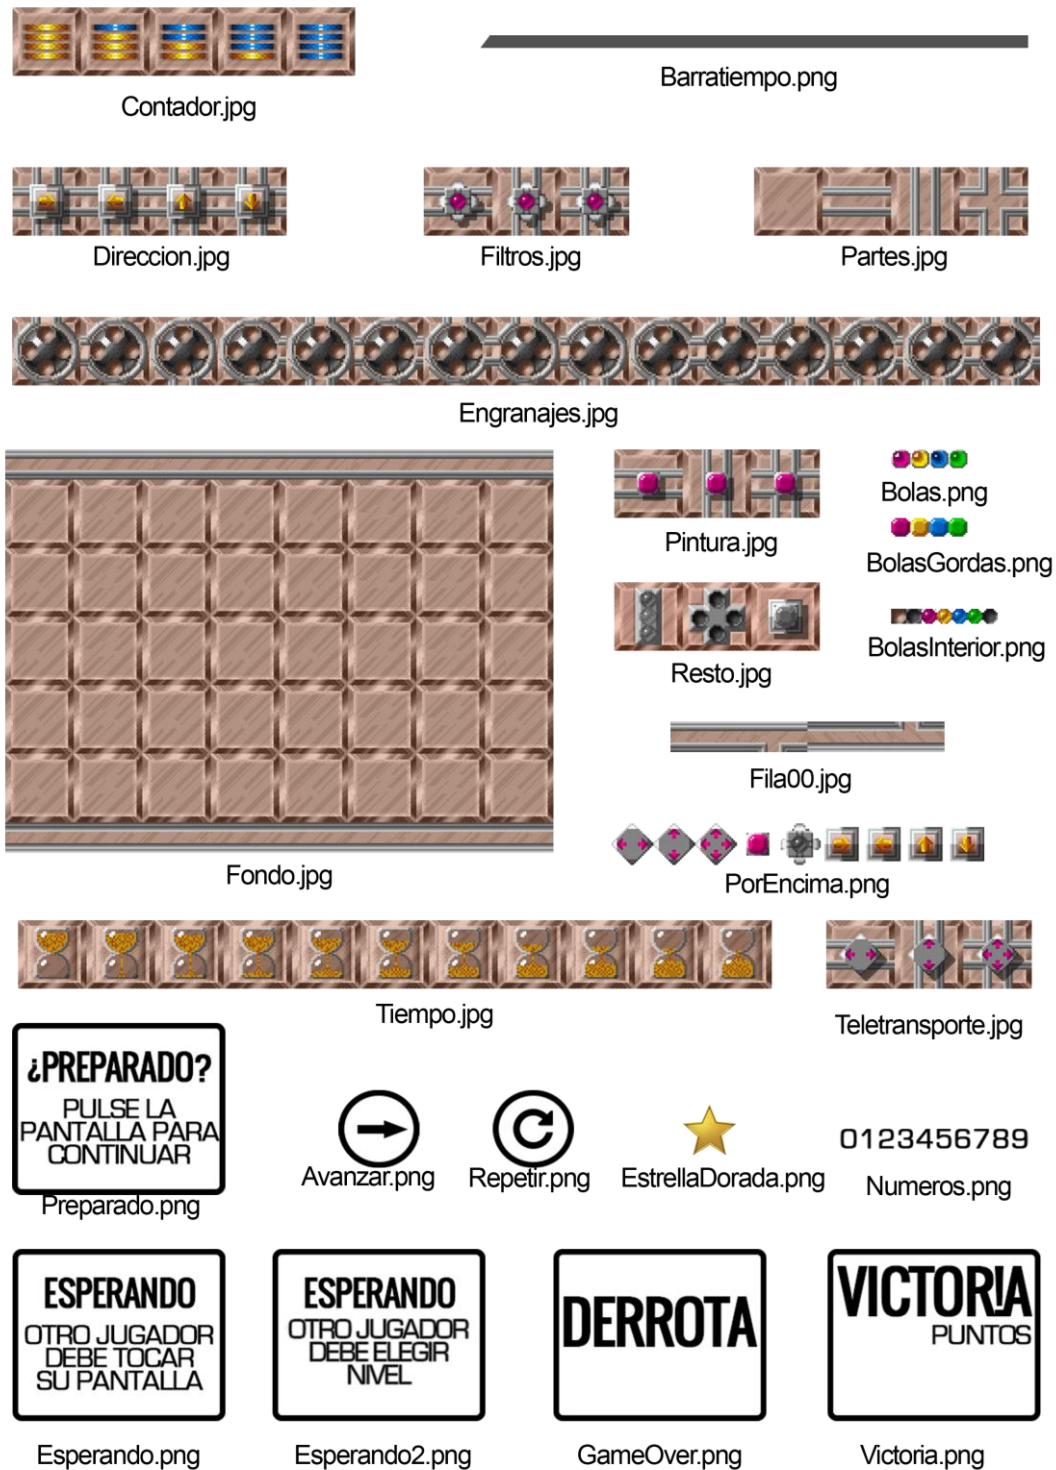 Contador.jpg
Barratiempo.png
Direccion.jpg
Filtros.jpg
Partes.jpg
Engranajes.jpg
Fondo.jpg
Pintura.jpg
Bolas.png
BolasGordas.png
Resto.jpg
BolasInterior.png
Fila00.jpg
PorEncima.png
Tiempo.jpg
Teletransporte.jpg
¿PREPARADO?
PULSE LA
PANTALLA PARA
CONTINUAR
Preparado.png
Avanzar.png
Repetir.png
EstrellaDorada.png
0123456789
Numeros.png
ESPERANDO
OTRO JUGADOR
DEBE TOCAR
SU PANTALLA
Esperando.png
ESPERANDO
OTRO JUGADOR
DEBE ELEGIR
NIVEL
Esperando2.png
DERROTA
GameOver.png
VICTOR!A
PUNTOS
Victoria.png